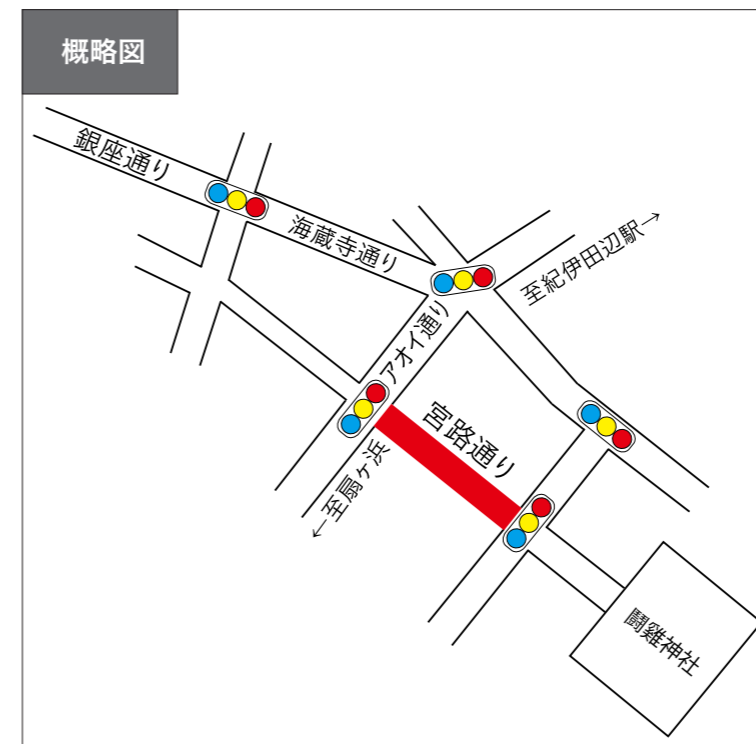 概略図
銀座通り
海蔵寺通り
至紀伊田辺駅→
アオイ通り
宮路通り
←至扇ヶ浜
鬪雞神社